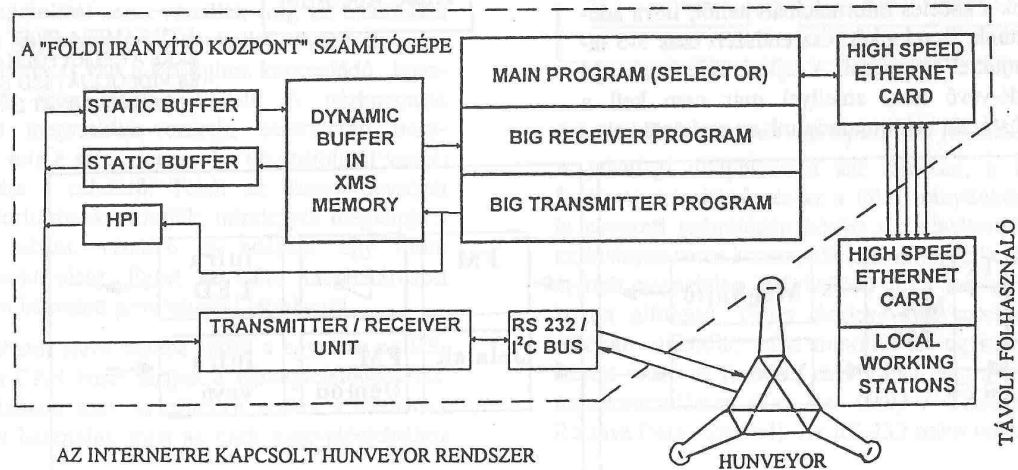 A "FÖLDI IRÁNYÍTÓ KÖZPONT" SZÁMÍTÓGÉPE
STATIC BUFFER
STATIC BUFFER
HPI
DYNAMIC
BUFFER
IN
XMS
MEMORY
MAIN PROGRAM (SELECTOR)
BIG RECEIVER PROGRAM
BIG TRANSMITTER PROGRAM
HIGH SPEED
ETHERNET
CARD
HIGH SPEED
ETHERNET
CARD
LOCAL
WORKING
STATIONS
TÁVOLI FÖLHASZNÁLÓ
TRANSMITTER / RECEIVER
UNIT
RS 232 /
I²C BUS
HUNVEYOR
AZ INTERNETRE KAPCSOLT HUNVEYOR RENDSZER